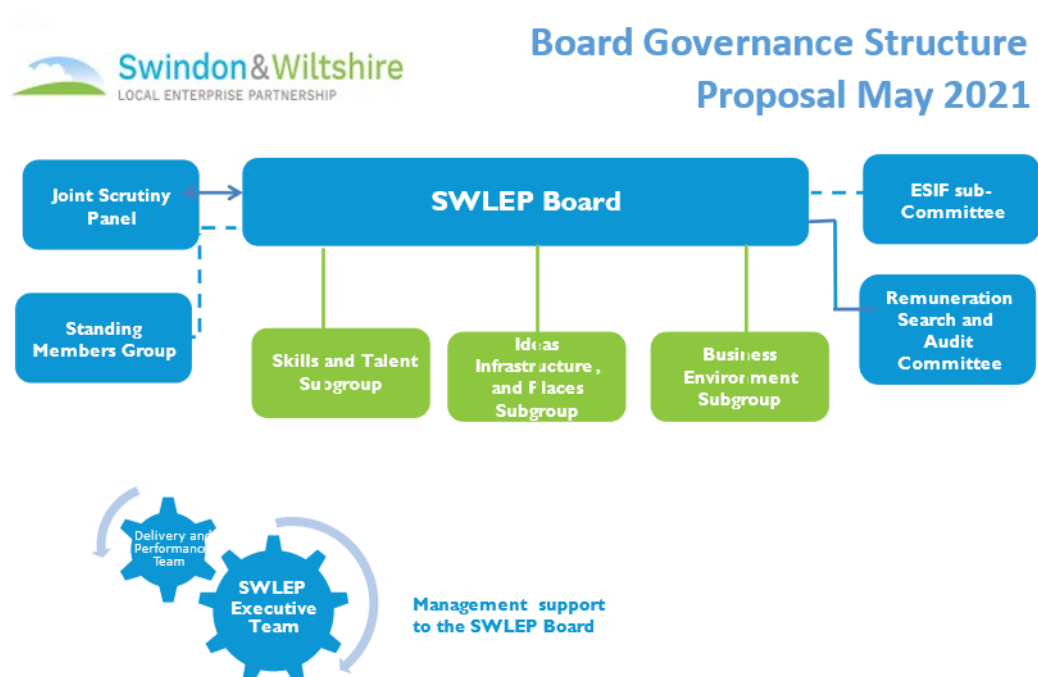 Swindon&Wiltshire
LOCAL ENTERPRISE PARTNERSHIP
Board Governance Structure
Proposal May 2021
Joint Scrutiny
Panel
SWLEP Board
ESIF sub-
Committee
Standing
Members Group
Skills and Talent
Subgroup
Ideas
Infrastructure,
and Places
Subgroup
Business
Environment
Subgroup
Remuneration
Search and
Audit
Committee
Delivery and
Performance
Team
SWLEP
Executive
Team
Management support
to the SWLEP Board